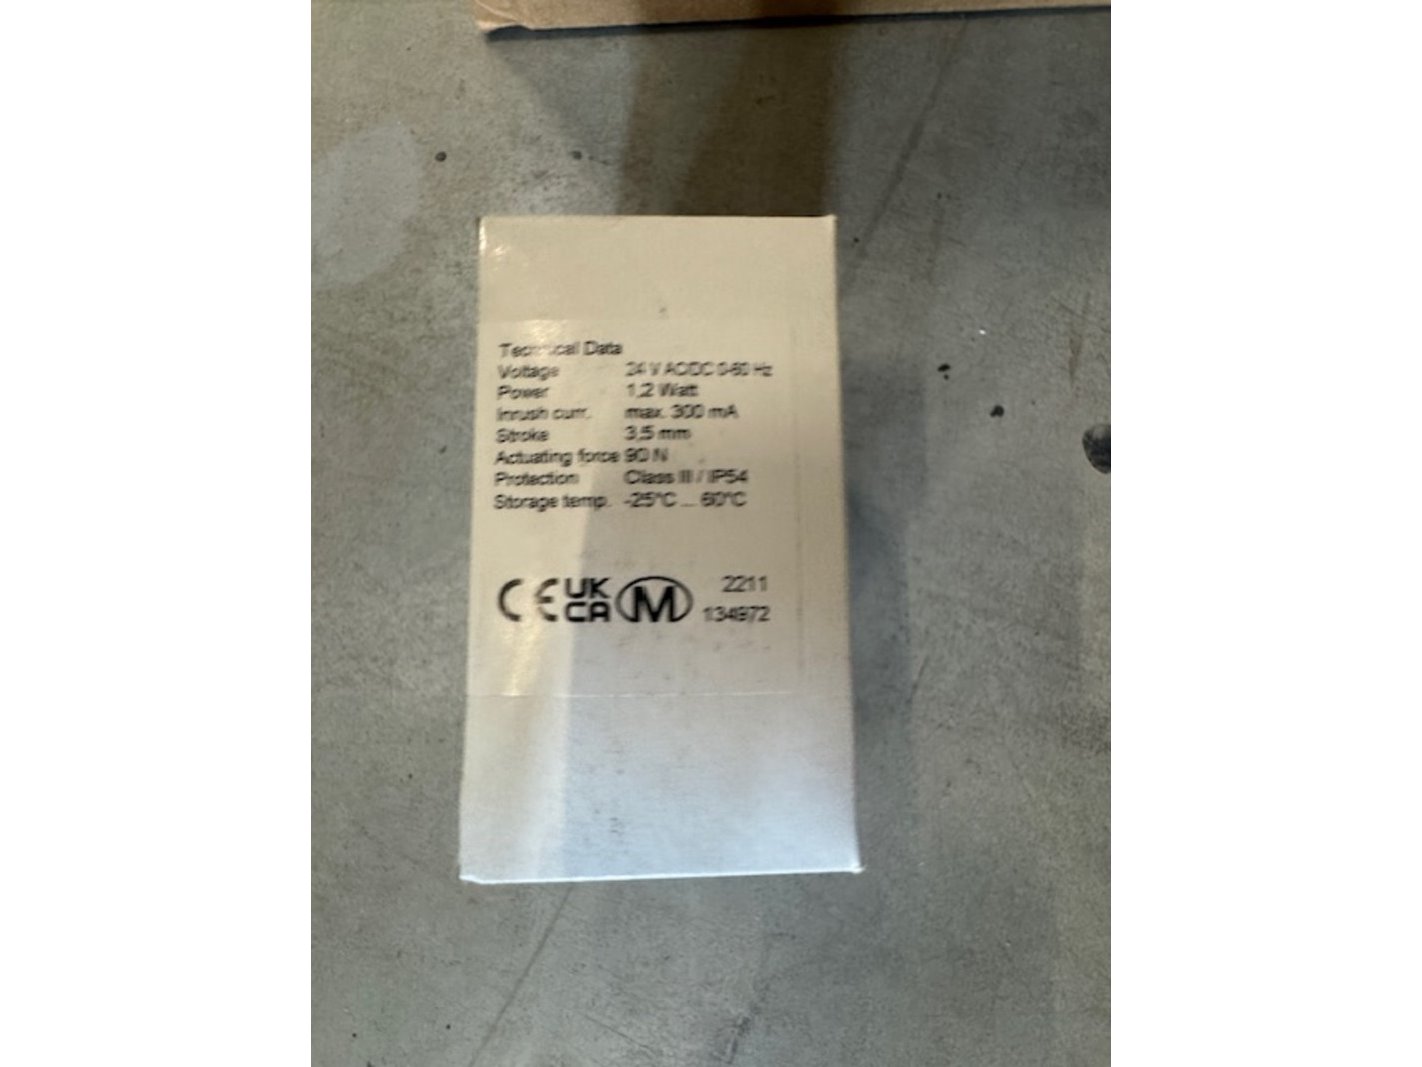 Technical Data
Voltage 24 V AC/DC 0-60 Hz
Power 1,2 Watt
Inrush curr. max. 300 mA
Stroke 3,5 mm
Actuating force 90 N
Protection Class III / IP54
Storage temp. -25°C ... 60°C
CE UK CA M 2211
134972